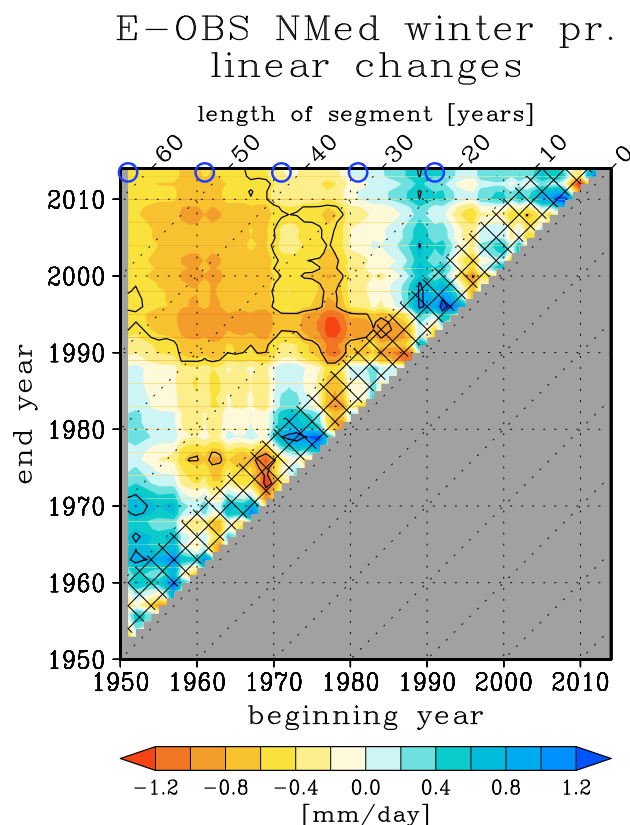 E-OBS NMed winter pr.
linear changes
length of segment [years]
-60 -50 -40 -30 -20 -10 0
2010
2000
1990
1980
1970
1960
1950
end year
1950 1960 1970 1980 1990 2000 2010
beginning year
-1.2 -0.8 -0.4 0.0 0.4 0.8 1.2
[mm/day]